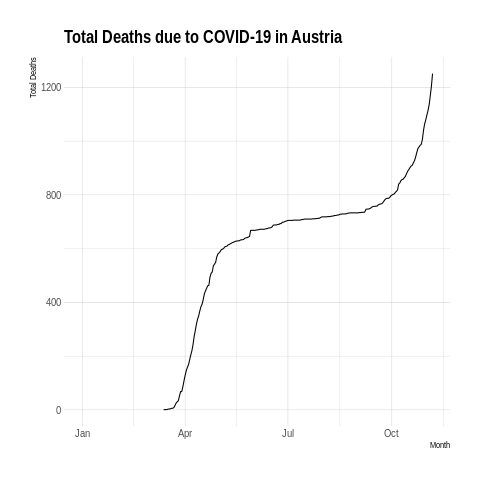 Total Deaths due to COVID-19 in Austria
Total Deaths
1200
800
400
0
Jan Apr Jul Oct
Month